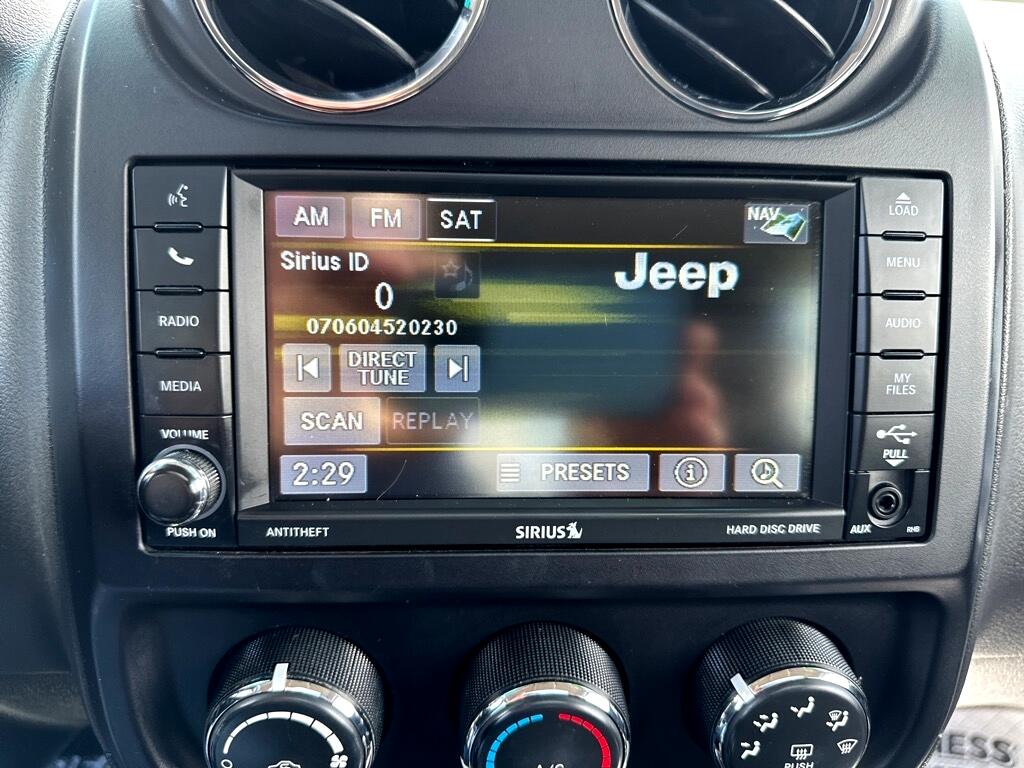 AM FM SAT NAV
Sirius ID
Jeep
0
070604520230
DIRECT
TUNE
SCAN REPLAY
2:29 PRESETS
RADIO
MEDIA
VOLUME
PUSH ON
LOAD
MENU
AUDIO
MY
FILES
PULL
AUX RHB
ANTITHEFT SIRIUS HARD DISC DRIVE
A/C
PUSH